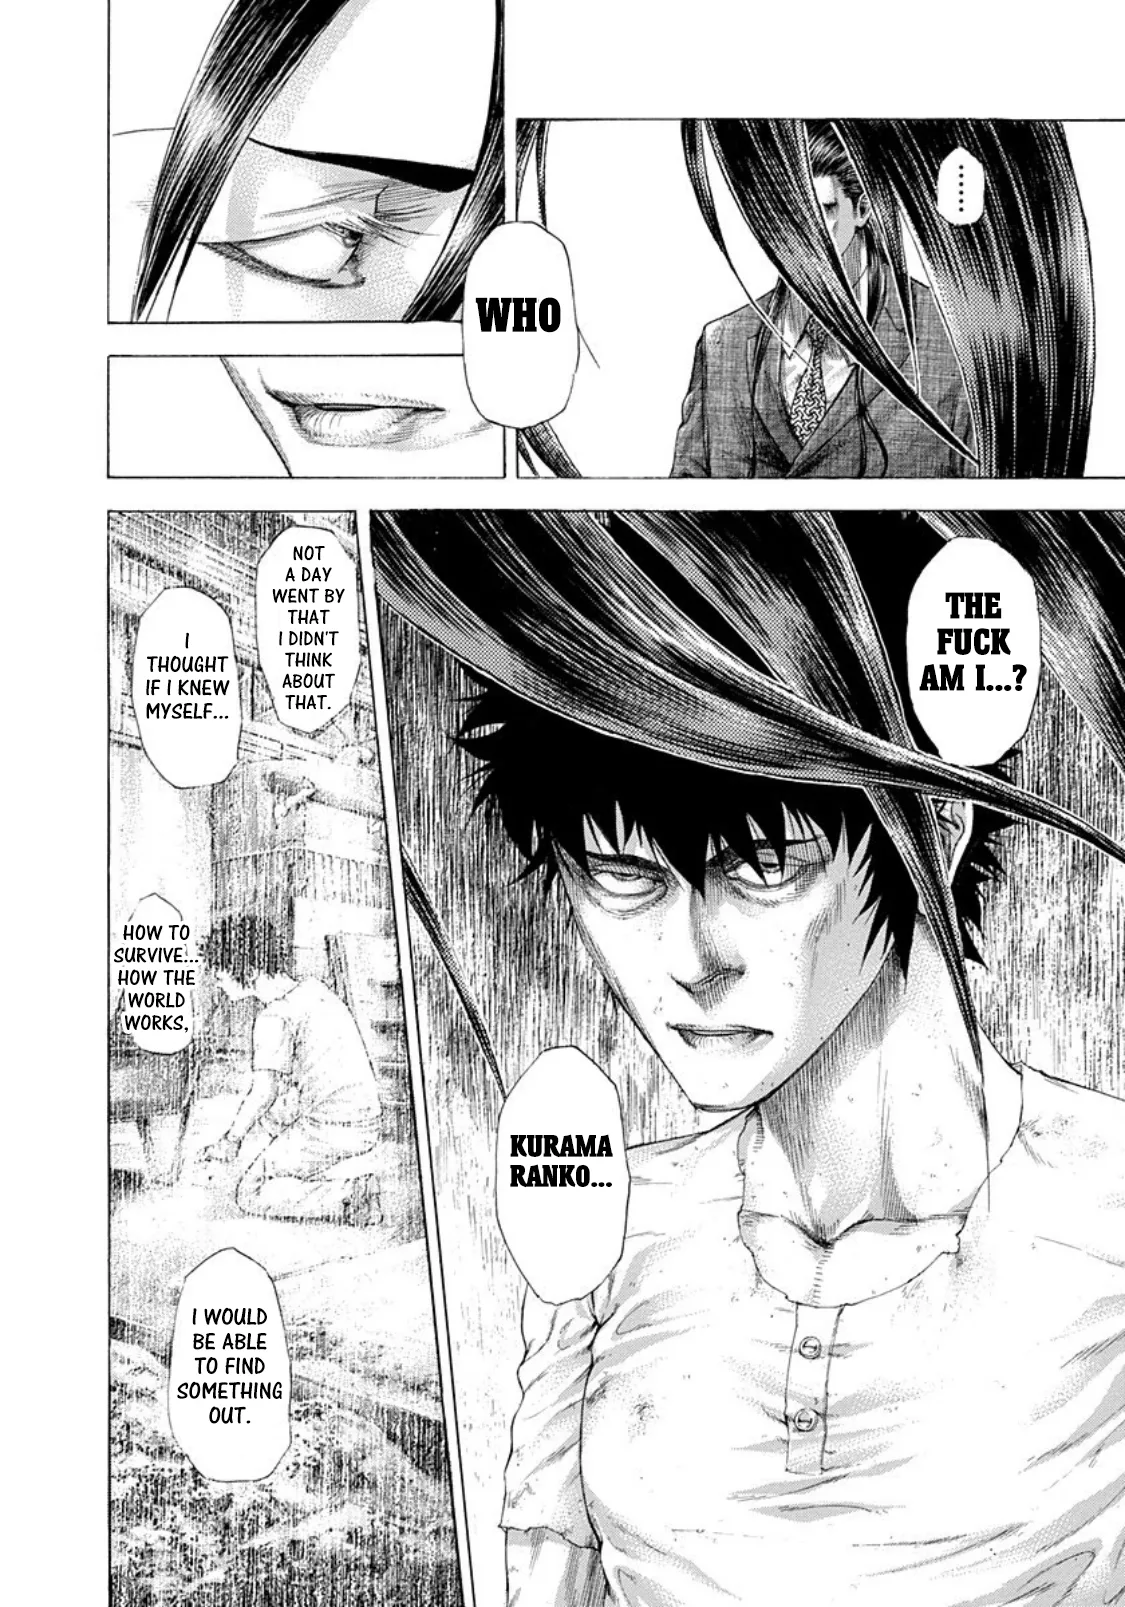 ........
WHO
THE
FUCK
AM I...?
KURAMA
RANKO...
NOT
A DAY
WENT BY
THAT
I DIDN'T
THINK
ABOUT
THAT.
I
THOUGHT
IF I KNEW
MYSELF...
HOW TO
SURVIVE...
HOW THE
WORLD
WORKS,
I WOULD
BE ABLE
TO FIND
SOMETHING
OUT.